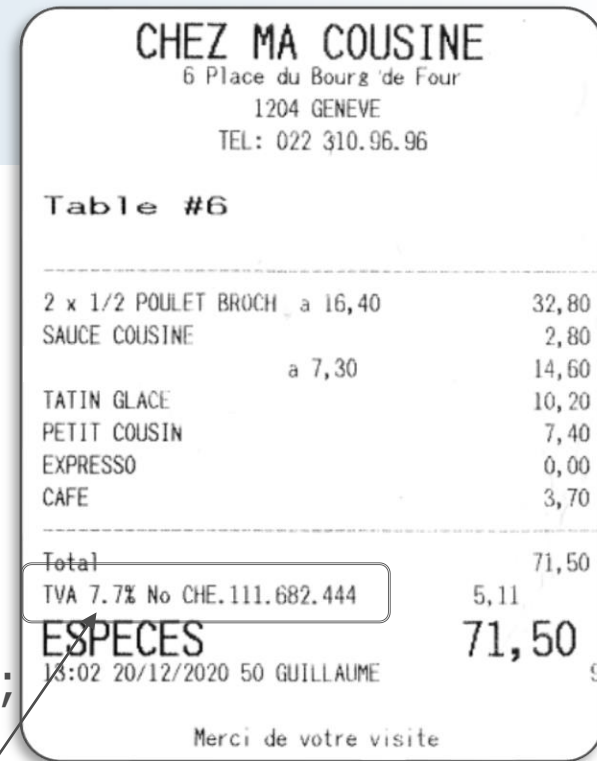 CHEZ MA COUSINE
6 Place du Bourg de Four
1204 GENEVE
TEL: 022 310.96.96
Table #6
2 x 1/2 POULET BROCH a 16,40 32,80
SAUCE COUSINE 2,80
a 7,30 14,60
TATIN GLACE 10,20
PETIT COUSIN 7,40
EXPRESSO 0,00
CAFE 3,70
Total 71,50
TVA 7.7% No CHE.111.682.444 5,11
ESPECES 71,50
;
13:02 20/12/2020 50 GUILLAUME 9
Merci de votre visite